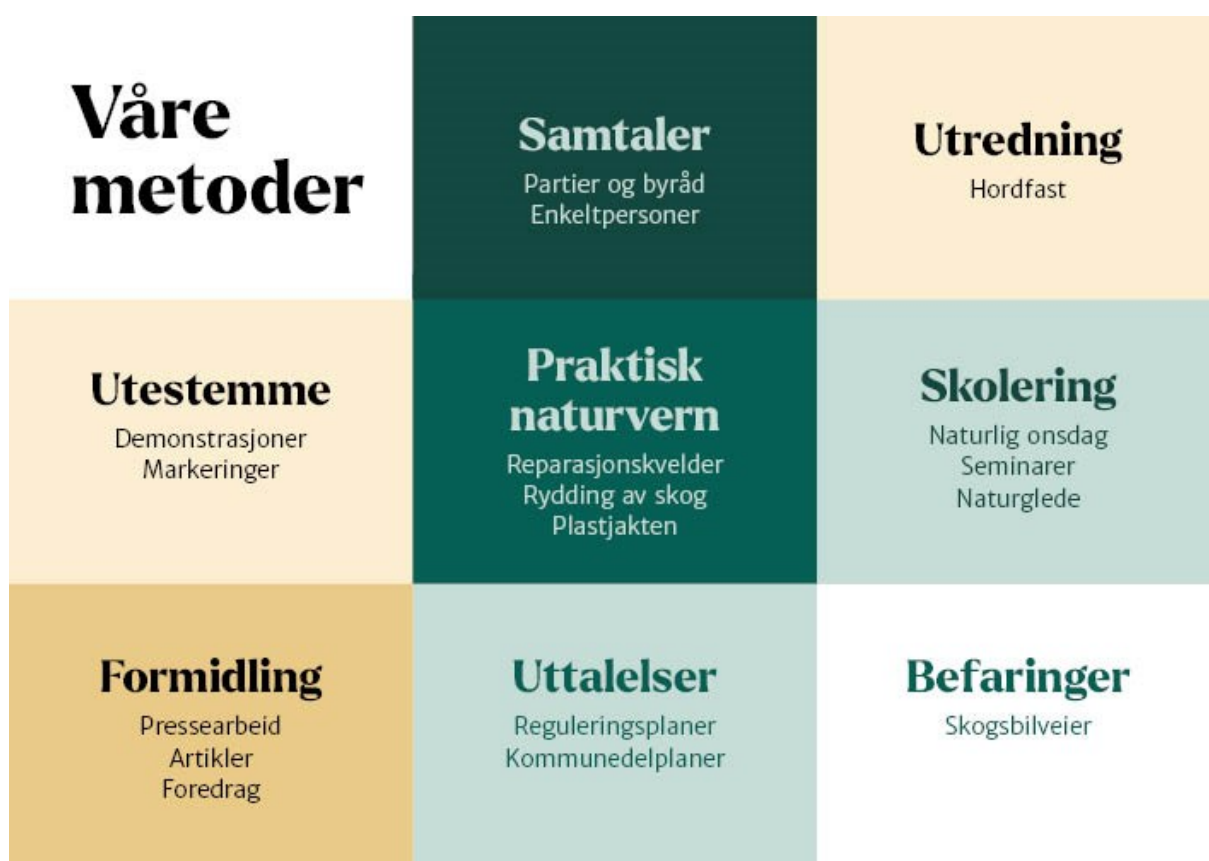 Våre
metoder
Samtaler
Partier og byråd
Enkeltpersoner
Utredning
Hordfast
Utestemme
Demonstrasjoner
Markeringer
Praktisk
naturvern
Reparasjonskvelder
Rydding av skog
Plastjakten
Skolering
Naturlig onsdag
Seminarer
Naturglede
Formidling
Pressearbeid
Artikler
Foredrag
Uttalelser
Reguleringsplaner
Kommunedelplaner
Befaringer
Skogsbilveier